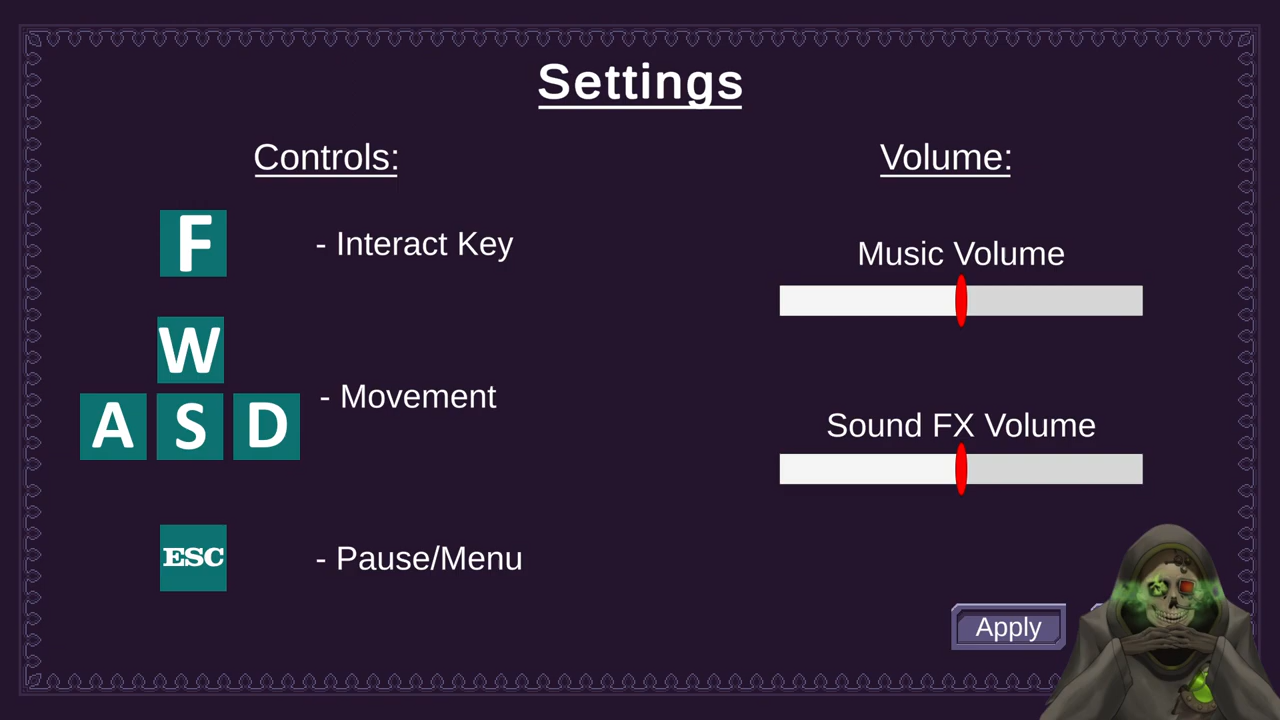 Settings
Controls:
F
- Interact Key
W
A S D
- Movement
ESC
- Pause/Menu
Volume:
Music Volume
Sound FX Volume
Apply